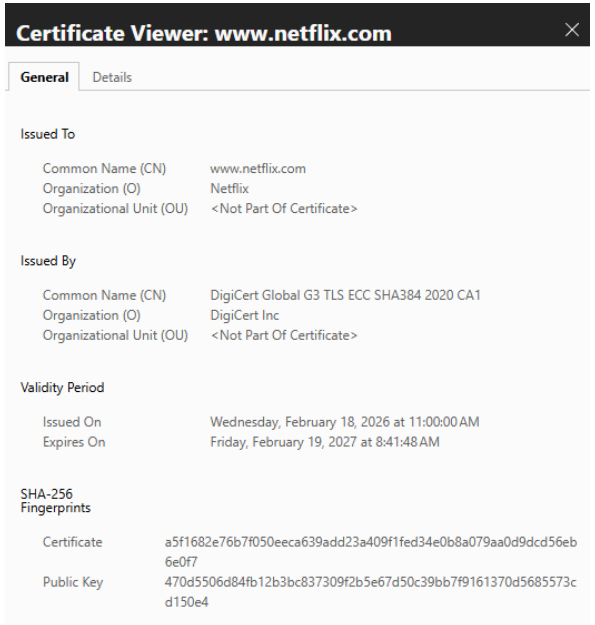 Certificate Viewer: www.netflix.com
General Details
Issued To
Common Name (CN) www.netflix.com
Organization (O) Netflix
Organizational Unit (OU) <Not Part Of Certificate>
Issued By
Common Name (CN) DigiCert Global G3 TLS ECC SHA384 2020 CA1
Organization (O) DigiCert Inc
Organizational Unit (OU) <Not Part Of Certificate>
Validity Period
Issued On Wednesday, February 18, 2026 at 11:00:00 AM
Expires On Friday, February 19, 2027 at 8:41:48 AM
SHA-256
Fingerprints
Certificate a5f1682e76b7f050eeca639add23a409f1fed34e0b8a079aa0d9dcd56eb
6e0f7
Public Key 470d5506d84fb12b3bc837309f2b5e67d50c39bb7f9161370d5685573c
d150e4